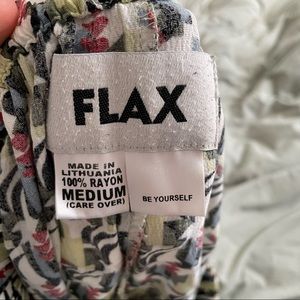 FLAX
MADE IN
LITHUANIA
100% RAYON
MEDIUM
(CARE OVER)
BE YOURSELF